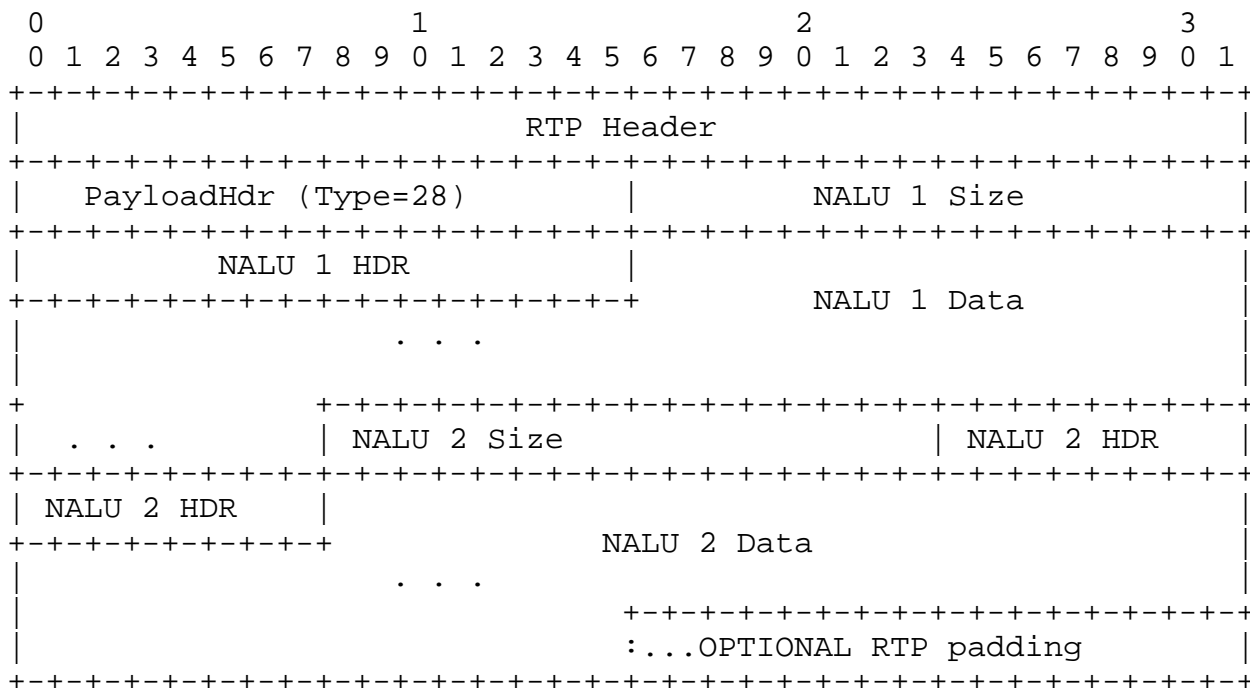 0                   1                   2                   3
 0 1 2 3 4 5 6 7 8 9 0 1 2 3 4 5 6 7 8 9 0 1 2 3 4 5 6 7 8 9 0 1
+-+-+-+-+-+-+-+-+-+-+-+-+-+-+-+-+-+-+-+-+-+-+-+-+-+-+-+-+-+-+-+-+
|                          RTP Header                           |
+-+-+-+-+-+-+-+-+-+-+-+-+-+-+-+-+-+-+-+-+-+-+-+-+-+-+-+-+-+-+-+-+
|   PayloadHdr (Type=28)        |         NALU 1 Size           |
+-+-+-+-+-+-+-+-+-+-+-+-+-+-+-+-+-+-+-+-+-+-+-+-+-+-+-+-+-+-+-+-+
|          NALU 1 HDR           |                               |
+-+-+-+-+-+-+-+-+-+-+-+-+-+-+-+-+         NALU 1 Data           |
|                   . . .                                       |
|                                                               |
+               +-+-+-+-+-+-+-+-+-+-+-+-+-+-+-+-+-+-+-+-+-+-+-+-+
|  . . .        | NALU 2 Size                   | NALU 2 HDR    |
+-+-+-+-+-+-+-+-+-+-+-+-+-+-+-+-+-+-+-+-+-+-+-+-+-+-+-+-+-+-+-+-+
| NALU 2 HDR    |                                               |
+-+-+-+-+-+-+-+-+              NALU 2 Data                      |
|                   . . .                                       |
|                               +-+-+-+-+-+-+-+-+-+-+-+-+-+-+-+-+
|                               :...OPTIONAL RTP padding        |
+-+-+-+-+-+-+-+-+-+-+-+-+-+-+-+-+-+-+-+-+-+-+-+-+-+-+-+-+-+-+-+-+